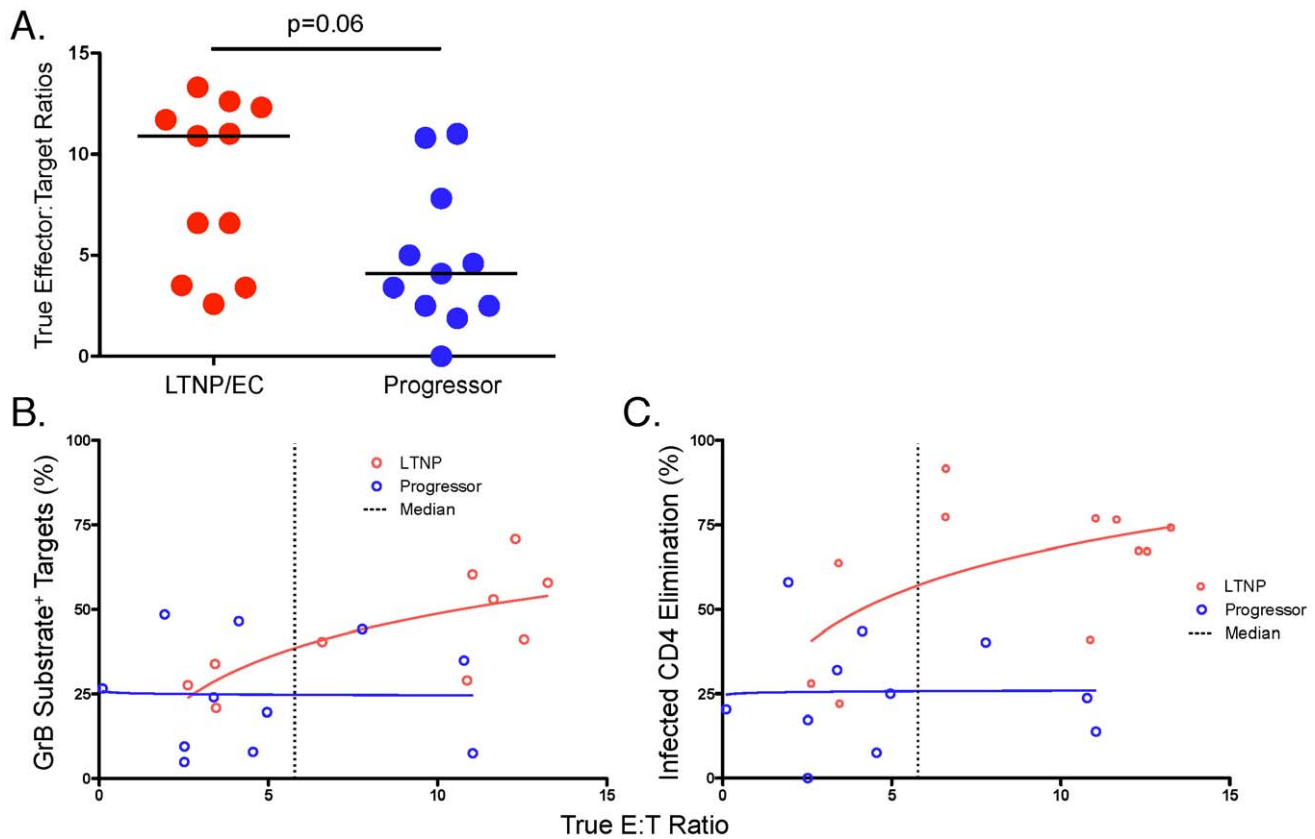 A.
p=0.06
True Effector:Target Ratios
15
10
5
0
LTNP/EC
Progressor
B.
GrB Substrate⁺ Targets (%)
100
75
50
25
0
0
5
10
15
LTNP
Progressor
Median
True E:T Ratio
C.
Infected CD4 Elimination (%)
100
75
50
25
0
0
5
10
15
LTNP
Progressor
Median